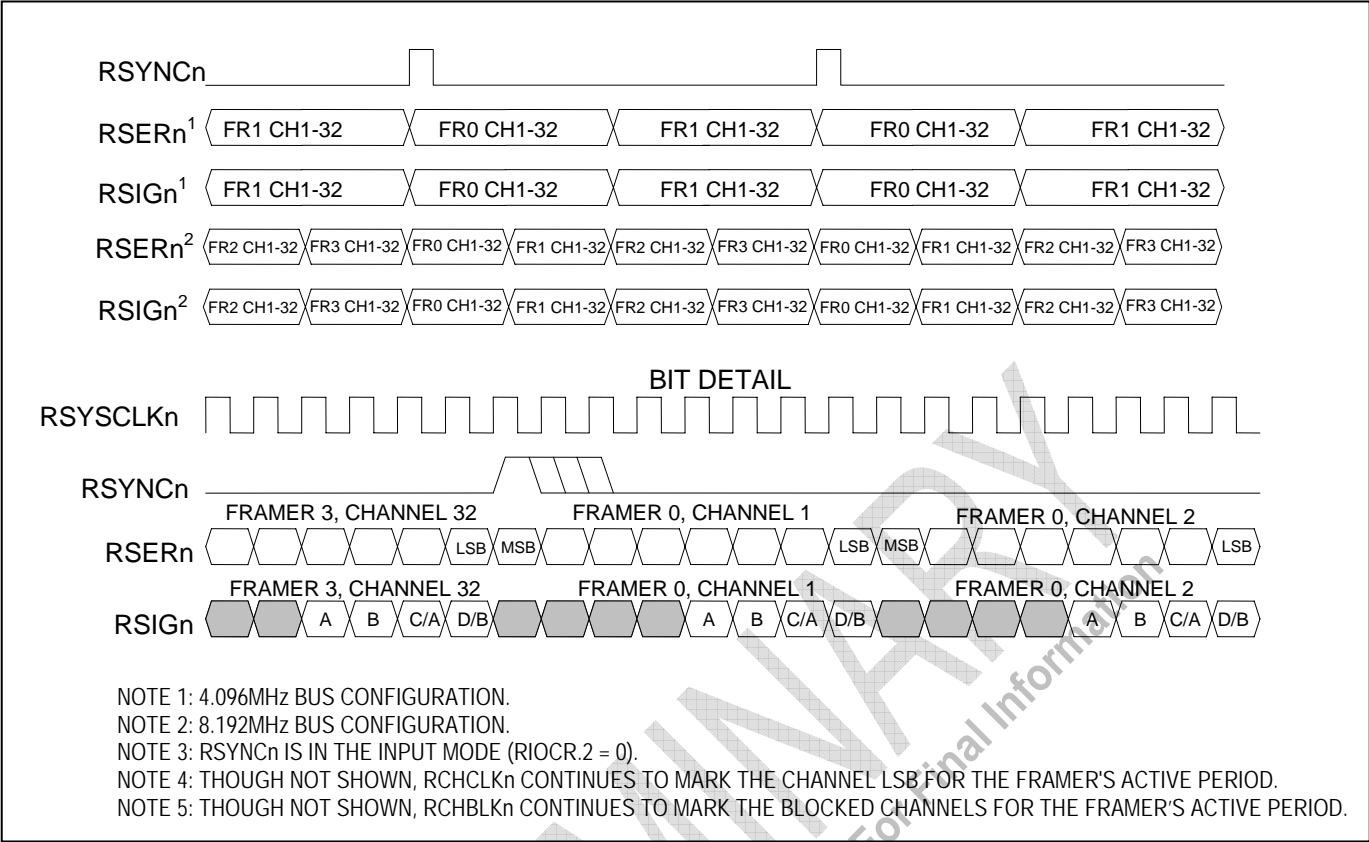 RSYNCn
RSERn1 FR1 CH1-32 FR0 CH1-32 FR1 CH1-32 FR0 CH1-32 FR1 CH1-32
RSIGn1 FR1 CH1-32 FR0 CH1-32 FR1 CH1-32 FR0 CH1-32 FR1 CH1-32
RSERn2 FR2 CH1-32 FR3 CH1-32 FR0 CH1-32 FR1 CH1-32 FR2 CH1-32 FR3 CH1-32 FR0 CH1-32 FR1 CH1-32 FR2 CH1-32 FR3 CH1-32
RSIGn2 FR2 CH1-32 FR3 CH1-32 FR0 CH1-32 FR1 CH1-32 FR2 CH1-32 FR3 CH1-32 FR0 CH1-32 FR1 CH1-32 FR2 CH1-32 FR3 CH1-32
BIT DETAIL
RSYSCLKn
RSYNCn
FRAMER 3, CHANNEL 32 FRAMER 0, CHANNEL 1 FRAMER 0, CHANNEL 2
RSERn LSB MSB LSB MSB LSB
FRAMER 3, CHANNEL 32 FRAMER 0, CHANNEL 1 FRAMER 0, CHANNEL 2
RSIGn A B C/A D/B A B C/A D/B A B C/A D/B
NOTE 1: 4.096MHz BUS CONFIGURATION.
NOTE 2: 8.192MHz BUS CONFIGURATION.
NOTE 3: RSYNCn IS IN THE INPUT MODE (RIOCR.2 = 0).
NOTE 4: THOUGH NOT SHOWN, RCHCLKn CONTINUES TO MARK THE CHANNEL LSB FOR THE FRAMER'S ACTIVE PERIOD.
NOTE 5: THOUGH NOT SHOWN, RCHBLKn CONTINUES TO MARK THE BLOCKED CHANNELS FOR THE FRAMER’S ACTIVE PERIOD.
MINARY
For Final Information